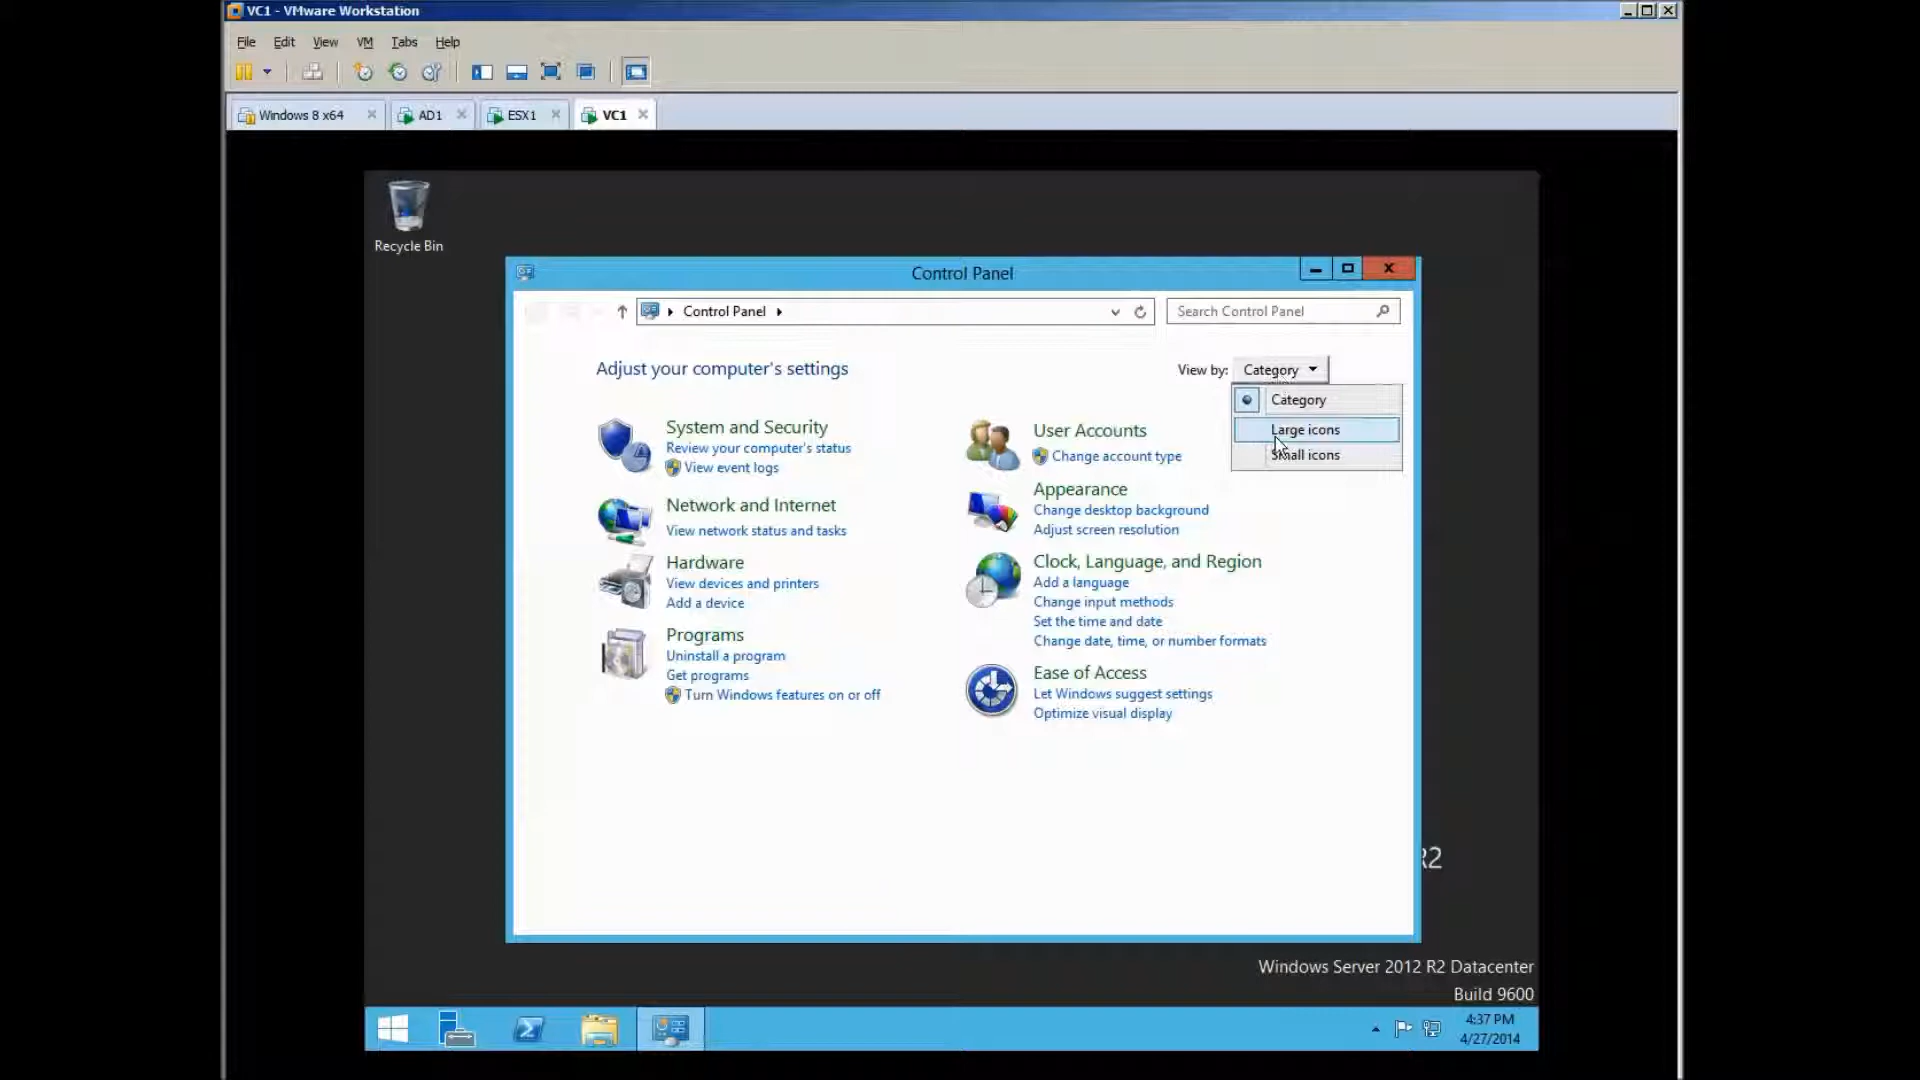 VC1 - VMware Workstation
File Edit View VM Tabs Help
Windows 8 x64 AD1 ESX1 VC1
Recycle Bin
Control Panel
Control Panel
Search Control Panel
Adjust your computer's settings
View by: Category
Category
Large icons
Small icons
System and Security
Review your computer's status
View event logs
Network and Internet
View network status and tasks
Hardware
View devices and printers
Add a device
Programs
Uninstall a program
Get programs
Turn Windows features on or off
User Accounts
Change account type
Appearance
Change desktop background
Adjust screen resolution
Clock, Language, and Region
Add a language
Change input methods
Set the time and date
Change date, time, or number formats
Ease of Access
Let Windows suggest settings
Optimize visual display
R2
Windows Server 2012 R2 Datacenter
Build 9600
4:37 PM
4/27/2014